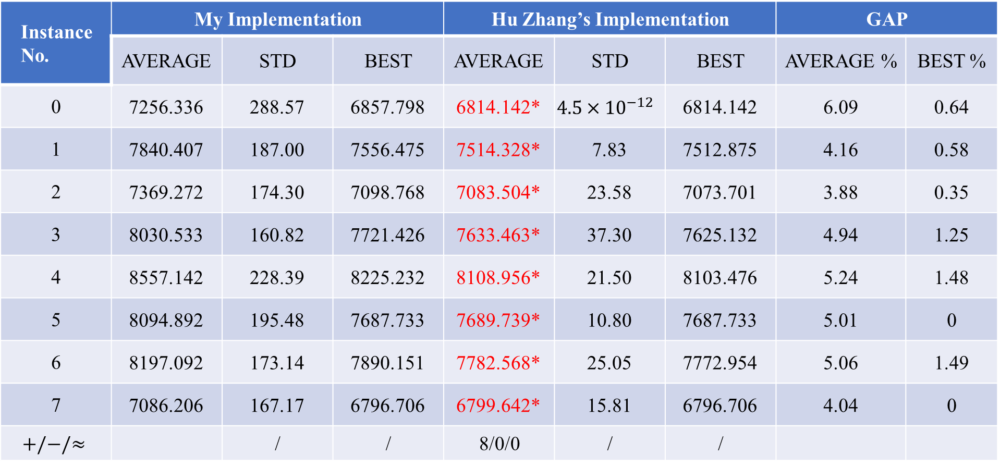 Instance No. My Implementation Hu Zhang's Implementation GAP
AVERAGE STD BEST AVERAGE STD BEST AVERAGE % BEST %
0 7256.336 288.57 6857.798 6814.142* 4.5 × 10⁻¹² 6814.142 6.09 0.64
1 7840.407 187.00 7556.475 7514.328* 7.83 7512.875 4.16 0.58
2 7369.272 174.30 7098.768 7083.504* 23.58 7073.701 3.88 0.35
3 8030.533 160.82 7721.426 7633.463* 37.30 7625.132 4.94 1.25
4 8557.142 228.39 8225.232 8108.956* 21.50 8103.476 5.24 1.48
5 8094.892 195.48 7687.733 7689.739* 10.80 7687.733 5.01 0
6 8197.092 173.14 7890.151 7782.568* 25.05 7772.954 5.06 1.49
7 7086.206 167.17 6796.706 6799.642* 15.81 6796.706 4.04 0
+/−/≈ / / 8/0/0 / /